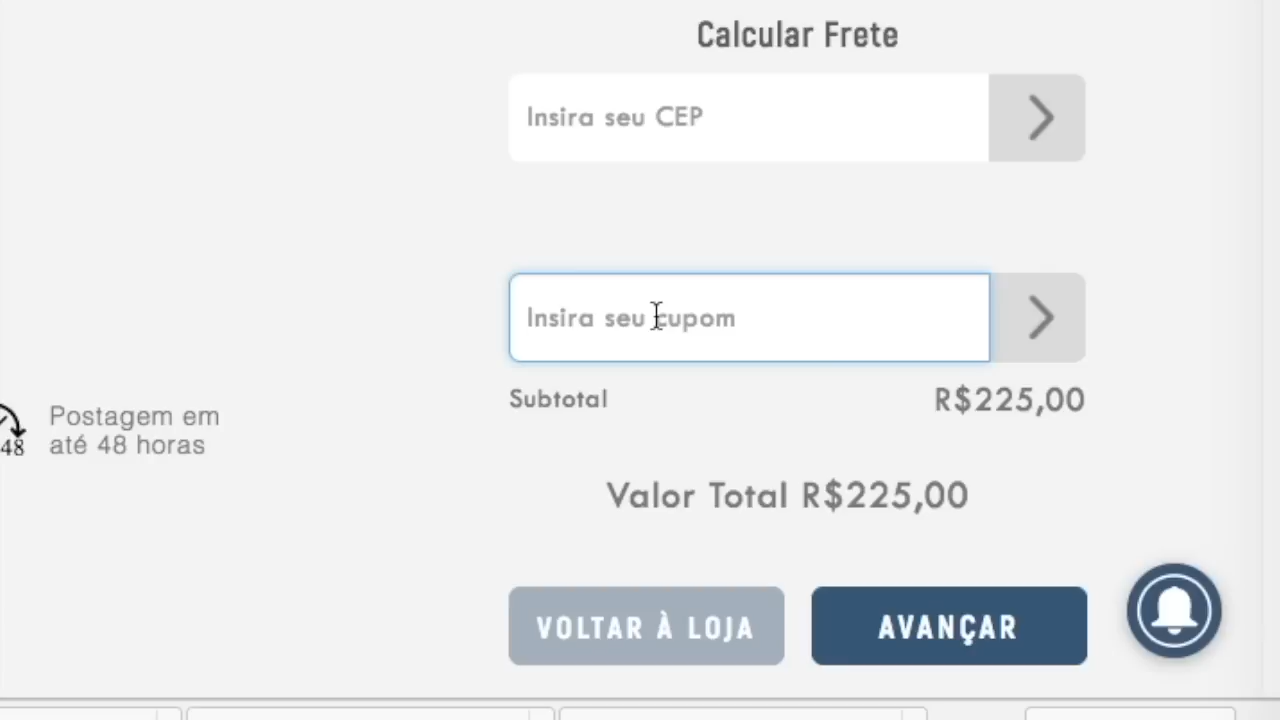 Calcular Frete
Insira seu CEP
Insira seu cupom
Subtotal R$225,00
48 Postagem em
até 48 horas
Valor Total R$225,00
VOLTAR À LOJA AVANÇAR